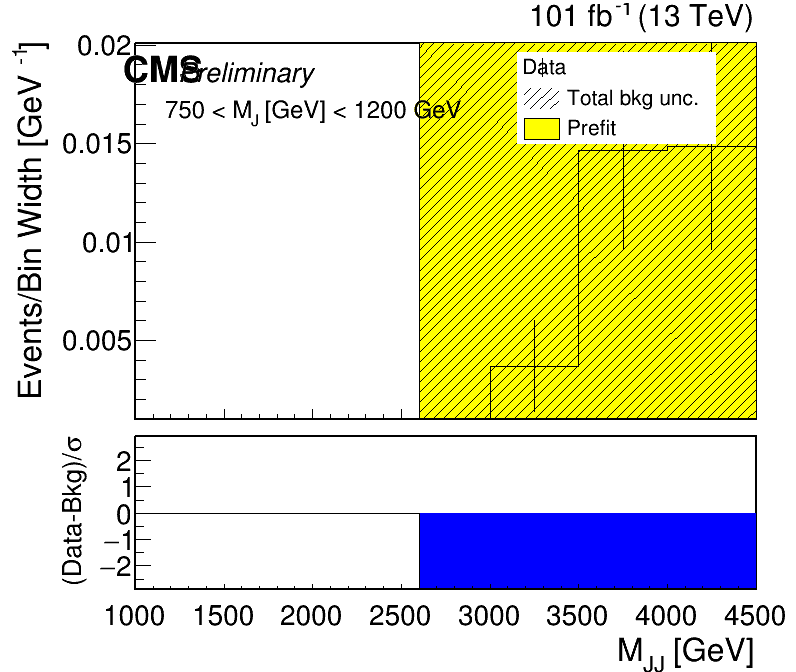 101 fb-1 (13 TeV)
CMS Preliminary
750 < MJ [GeV] < 1200 GeV
Data
Total bkg unc.
Prefit
Events/Bin Width [GeV-1]
0.02
0.015
0.01
0.005
(Data-Bkg)/σ
2
1
0
−1
−2
1000 1500 2000 2500 3000 3500 4000 4500
MJJ [GeV]